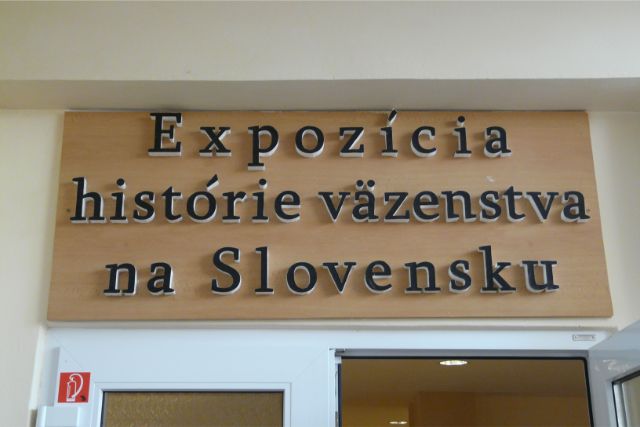 Expozícia
histórie väzenstva
na Slovensku